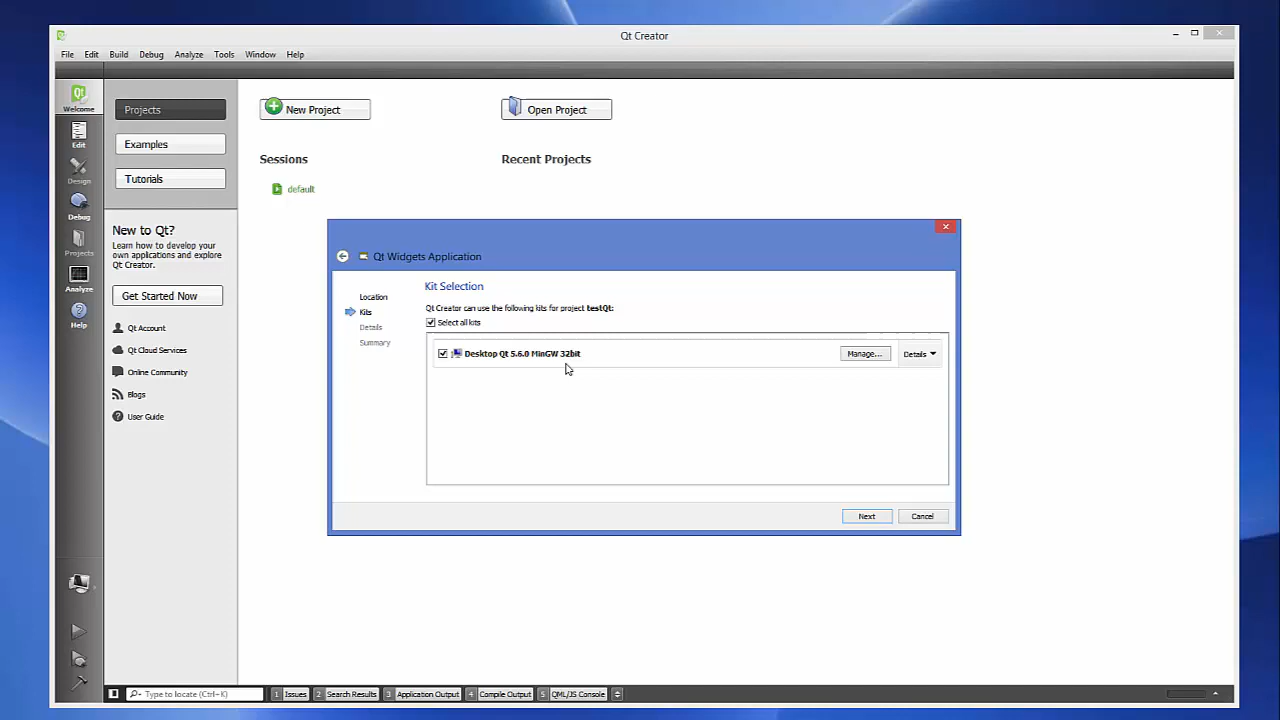 Qt Creator
File Edit Build Debug Analyze Tools Window Help
Welcome
Edit
Design
Debug
Projects
Analyze
Help
Projects
Examples
Tutorials
New to Qt?
Learn how to develop your
own applications and explore
Qt Creator.
Get Started Now
Qt Account
Qt Cloud Services
Online Community
Blogs
User Guide
New Project
Open Project
Sessions
Recent Projects
default
Qt Widgets Application
Location
Kits
Details
Summary
Kit Selection
Qt Creator can use the following kits for project testQt:
Select all kits
Desktop Qt 5.6.0 MinGW 32bit
Manage...
Details
Next
Cancel
Type to locate (Ctrl+K)
1 Issues
2 Search Results
3 Application Output
4 Compile Output
5 QML/JS Console